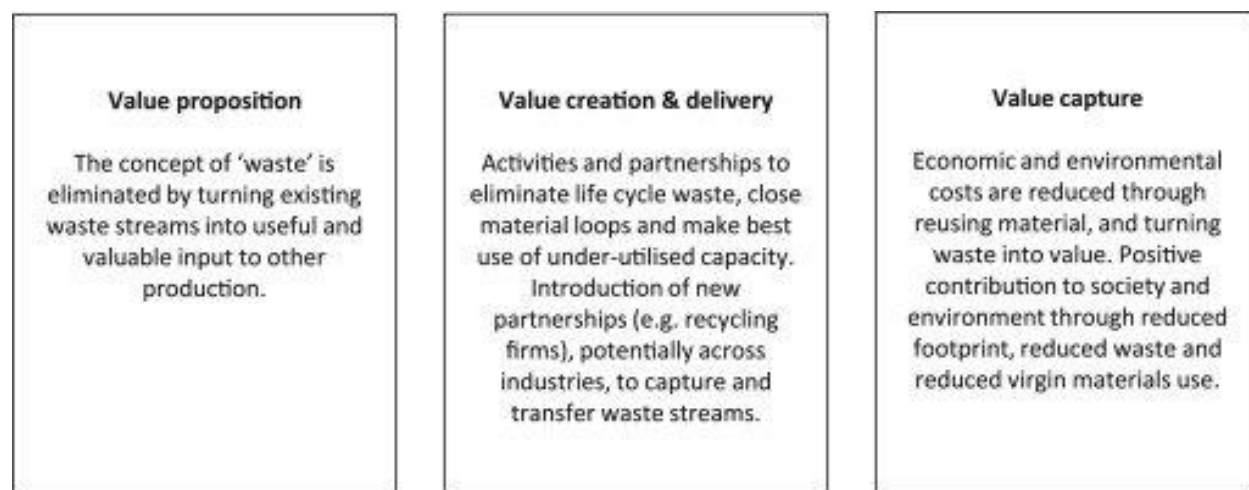 Value proposition
The concept of ‘waste’ is
eliminated by turning existing
waste streams into useful and
valuable input to other
production.
Value creation & delivery
Activities and partnerships to
eliminate life cycle waste, close
material loops and make best
use of under-utilised capacity.
Introduction of new
partnerships (e.g. recycling
firms), potentially across
industries, to capture and
transfer waste streams.
Value capture
Economic and environmental
costs are reduced through
reusing material, and turning
waste into value. Positive
contribution to society and
environment through reduced
footprint, reduced waste and
reduced virgin materials use.